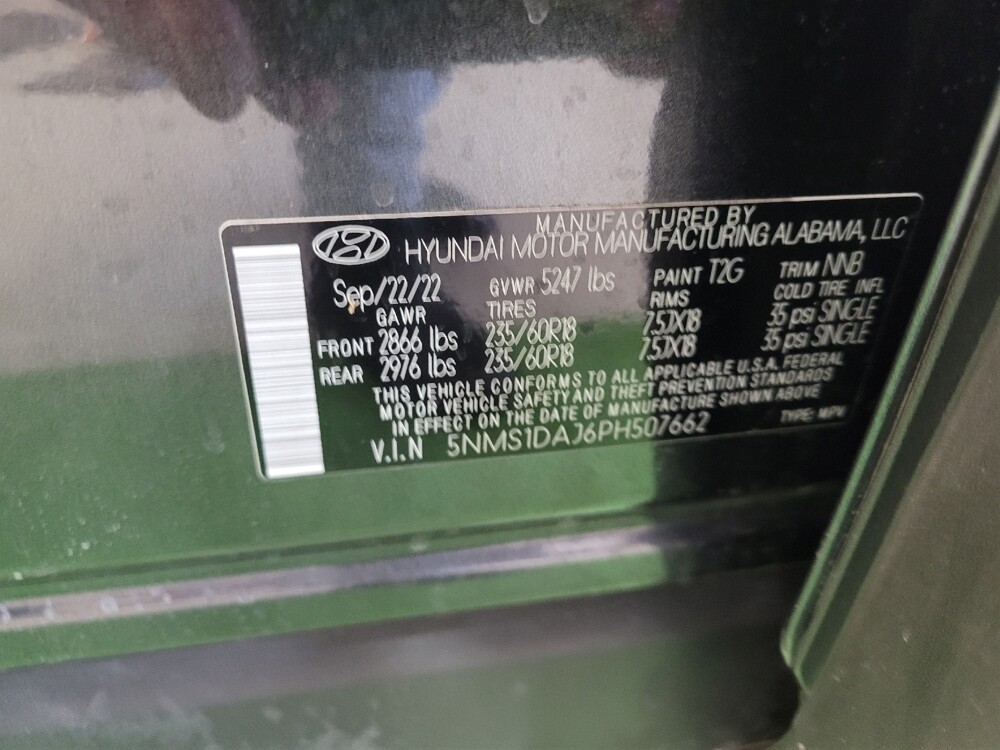 MANUFACTURED BY
HYUNDAI MOTOR MANUFACTURING ALABAMA, LLC
Sep/22/22 GVWR 5247 lbs PAINT T2G TRIM NNB
GAWR TIRES RIMS COLD TIRE INFL
FRONT 2866 lbs 235/60R18 7.5JX18 35 psi SINGLE
REAR 2976 lbs 235/60R18 7.5JX18 35 psi SINGLE
THIS VEHICLE CONFORMS TO ALL APPLICABLE U.S.A. FEDERAL
MOTOR VEHICLE SAFETY AND THEFT PREVENTION STANDARDS
IN EFFECT ON THE DATE OF MANUFACTURE SHOWN ABOVE
V.I.N 5NMS1DAJ6PH507662 TYPE: MPV